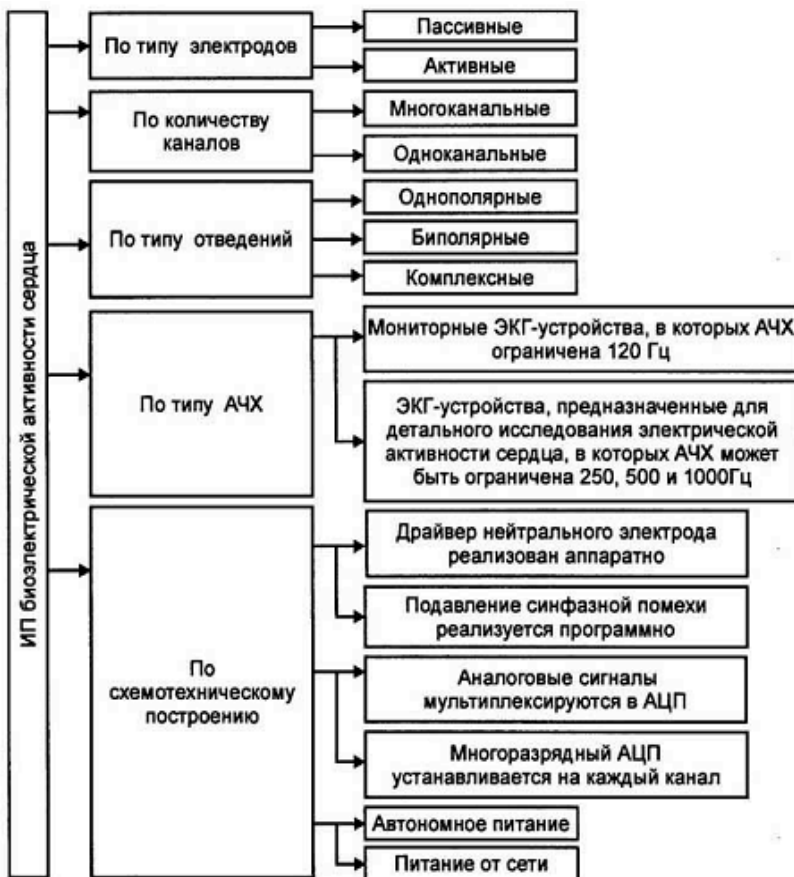 ИП биоэлектрической активности сердца
По типу электродов
Пассивные
Активные
По количеству
каналов
Многоканальные
Одноканальные
По типу отведений
Однополярные
Биполярные
Комплексные
По типу АЧХ
Мониторные ЭКГ-устройства, в которых АЧХ
ограничена 120 Гц
ЭКГ-устройства, предназначенные для
детального исследования электрической
активности сердца, в которых АЧХ может
быть ограничена 250, 500 и 1000Гц
По
схемотехническому
построению
Драйвер нейтрального электрода
реализован аппаратно
Подавление синфазной помехи
реализуется программно
Аналоговые сигналы
мультиплексируются в АЦП
Многоразрядный АЦП
устанавливается на каждый канал
Автономное питание
Питание от сети